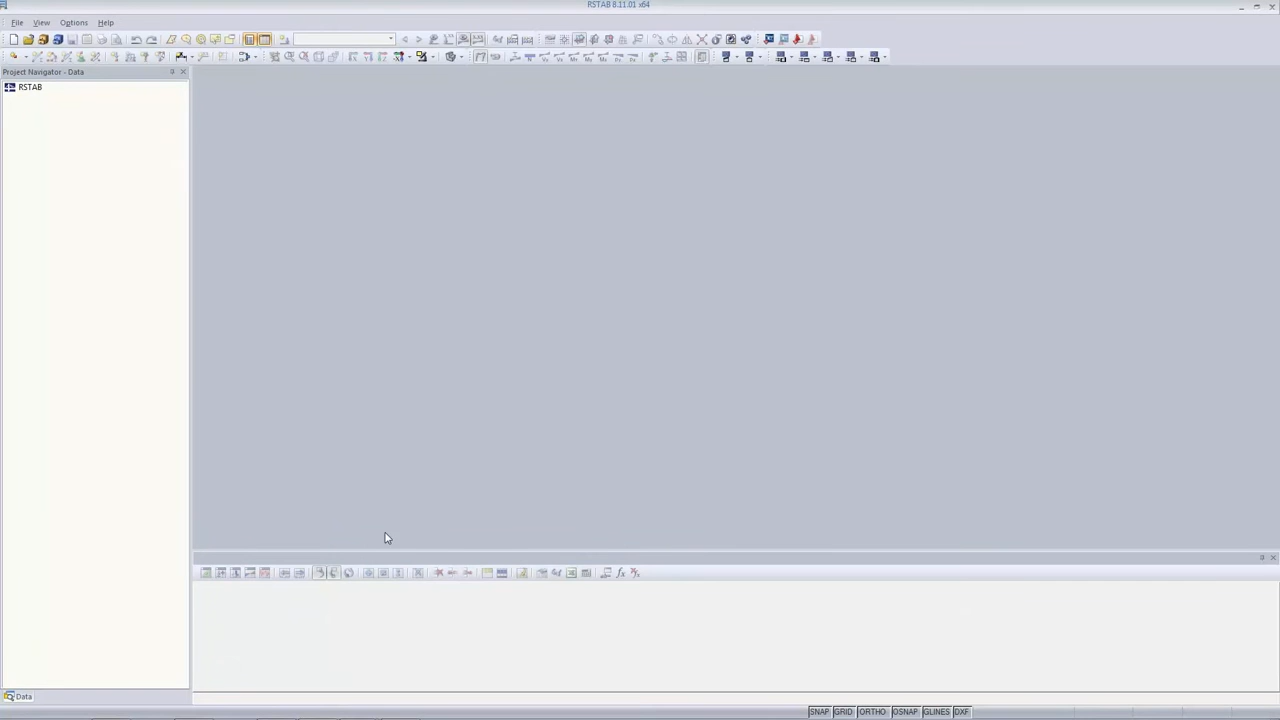 RSTAB 8.11.01 x64
File View Options Help
Project Navigator - Data
RSTAB
Data
SNAP GRID ORTHO OSNAP GLINES DXF